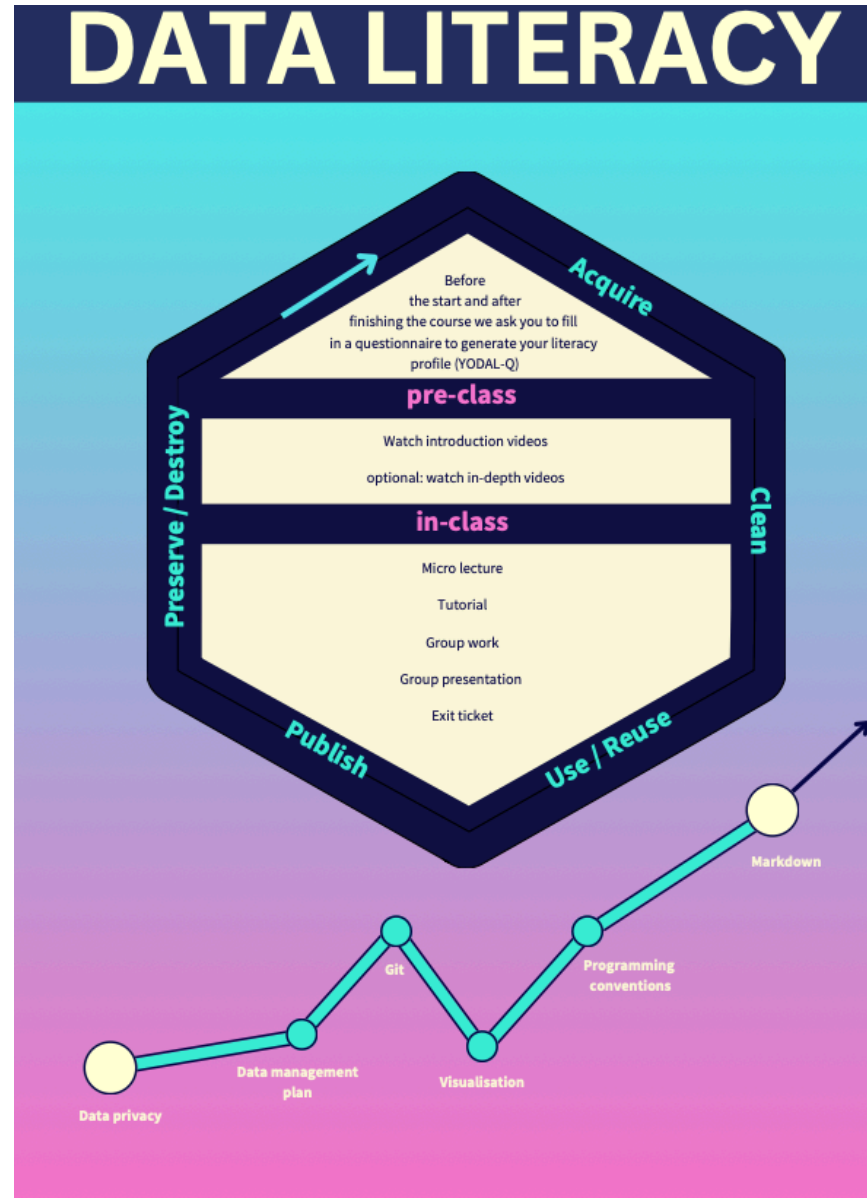 DATA LITERACY
Acquire
Before
the start and after
finishing the course we ask you to fill
in a questionnaire to generate your literacy
profile (YODAL-Q)
pre-class
Watch introduction videos
optional: watch in-depth videos
in-class
Micro lecture
Tutorial
Group work
Group presentation
Exit ticket
Clean
Use / Reuse
Publish
Preserve / Destroy
Data privacy
Data management
plan
Git
Visualisation
Programming
conventions
Markdown